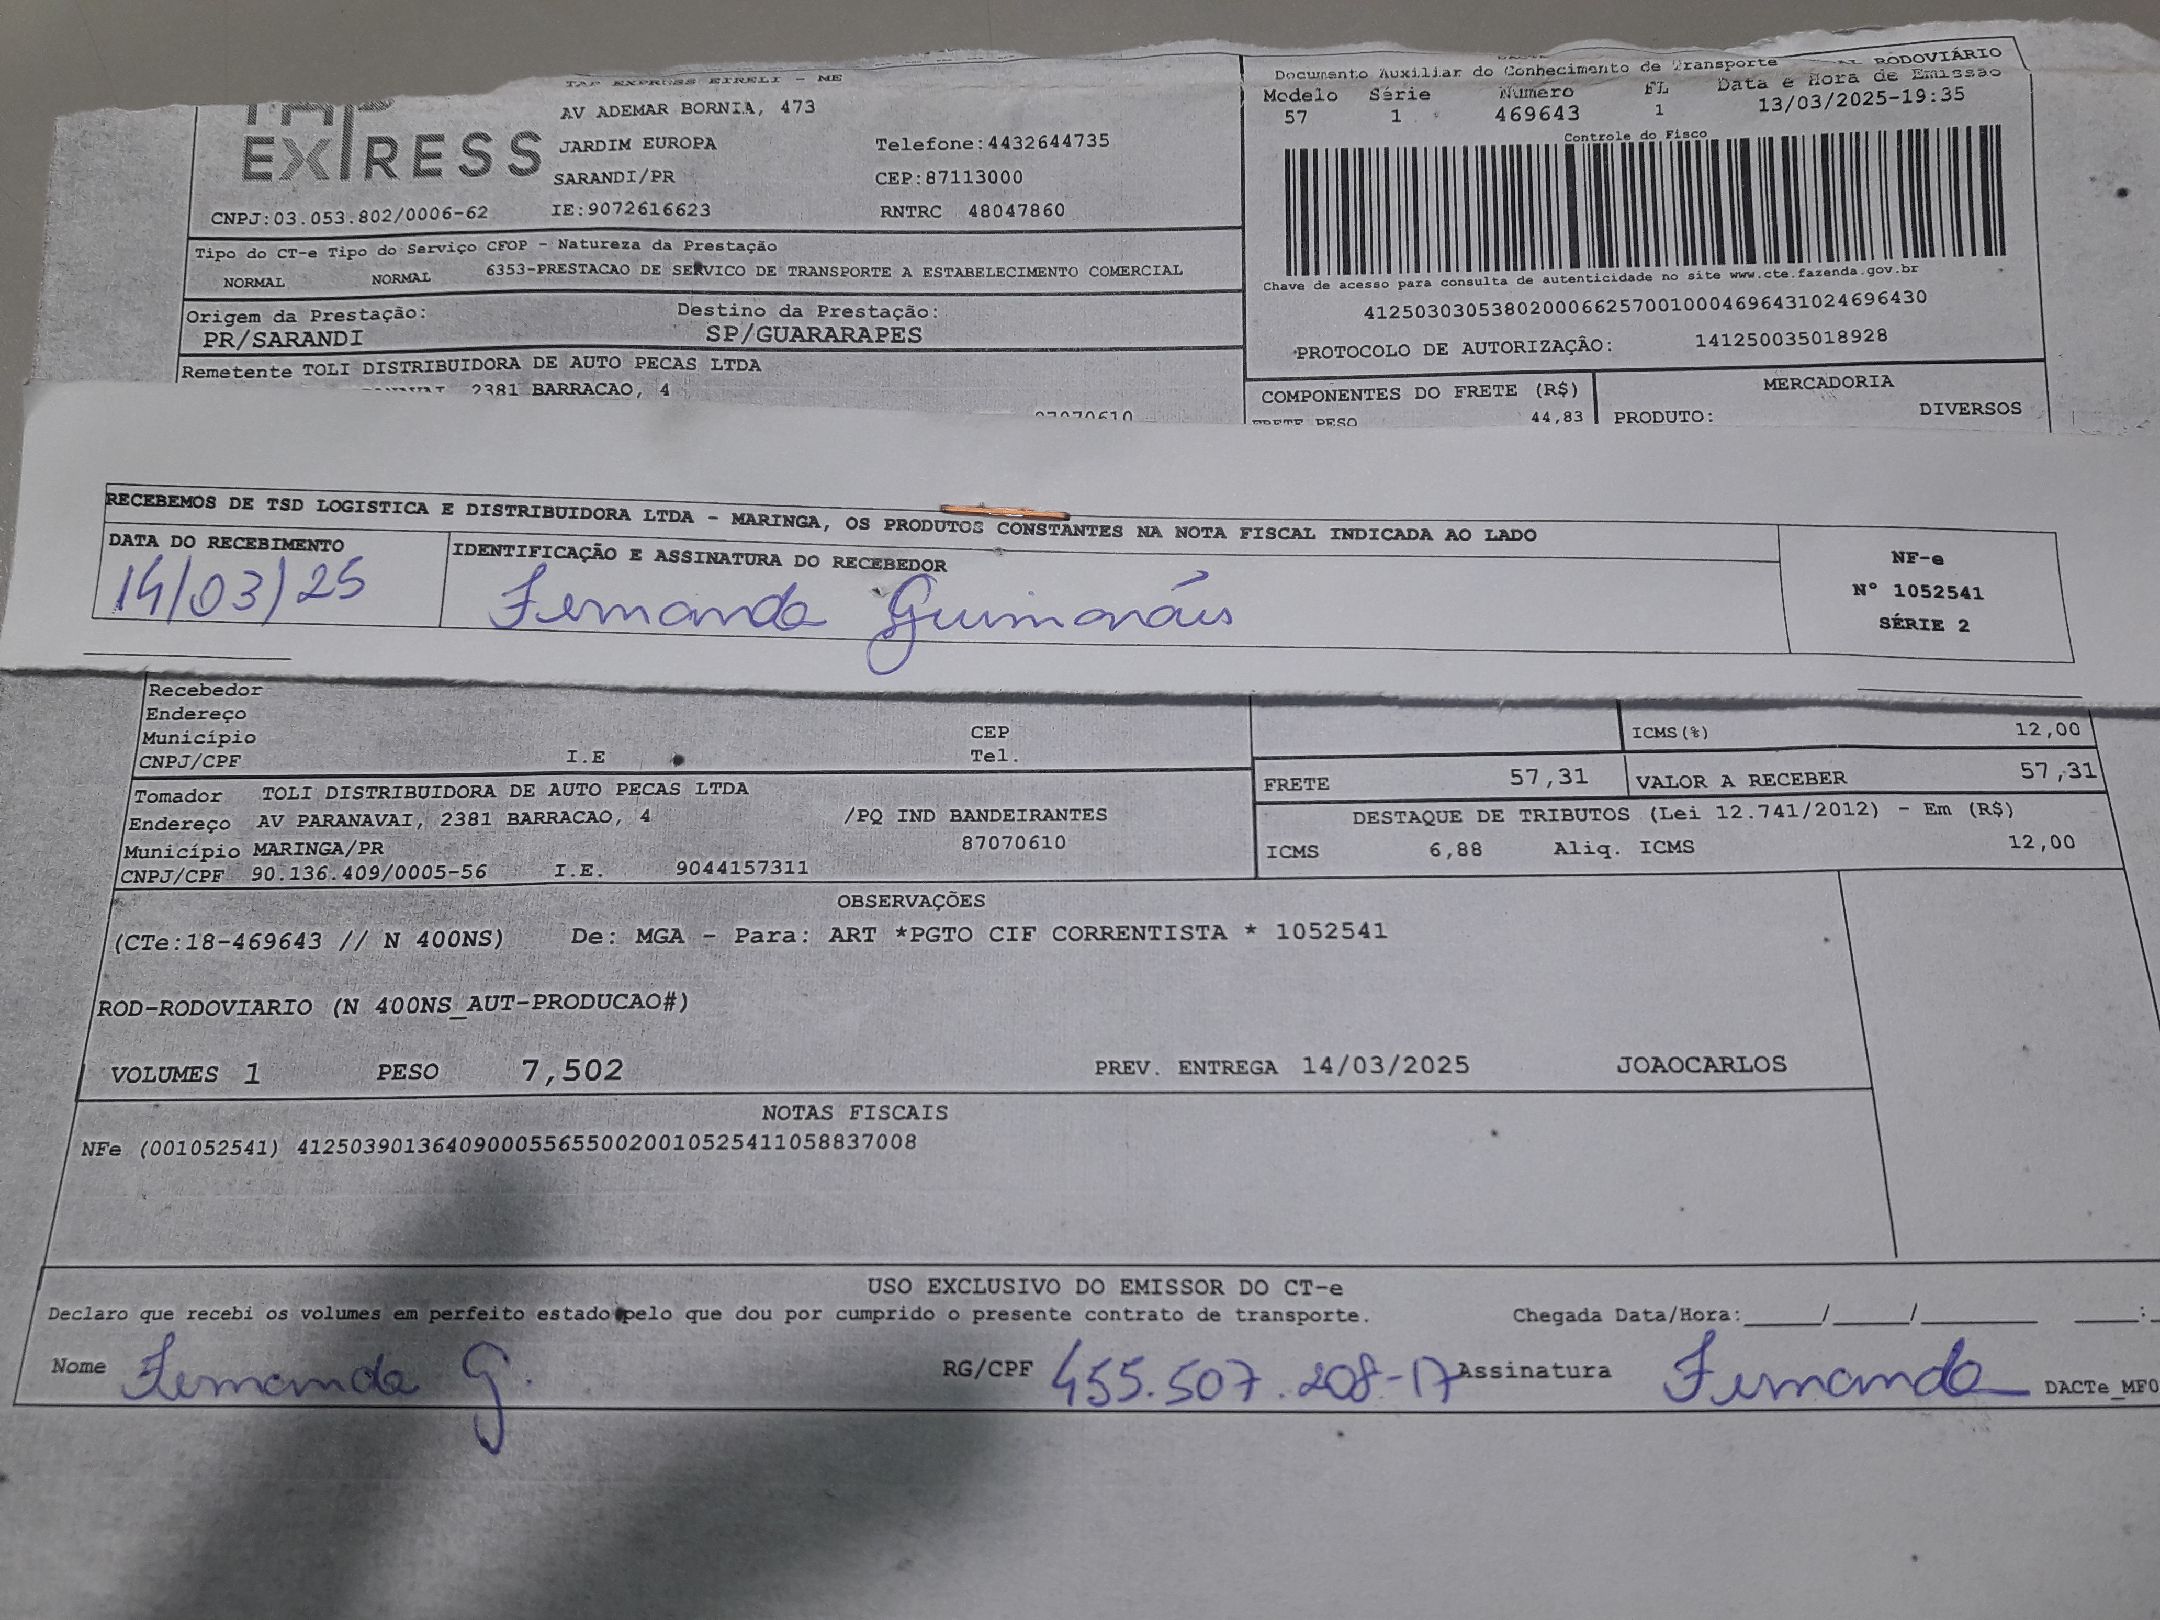 TAP EXPRESS EIRELI - ME
TAP
EXPRESS
AV ADEMAR BORNIA, 473
JARDIM EUROPA Telefone:4432644735
SARANDI/PR CEP:87113000
CNPJ:03.053.802/0006-62 IE:9072616623 RNTRC 48047860
RODOVIÁRIO
Documento Auxiliar do Conhecimento de Transporte
Modelo Série Número FL Data e Hora de Emissão
57 1 469643 1 13/03/2025-19:35
Controle do Fisco
Chave de acesso para consulta de autenticidade no site www.cte.fazenda.gov.br
41250303053802000662570010004696431024696430
PROTOCOLO DE AUTORIZAÇÃO: 141250035018928
Tipo do CT-e Tipo do Serviço CFOP - Natureza da Prestação
NORMAL NORMAL 6353-PRESTACAO DE SERVICO DE TRANSPORTE A ESTABELECIMENTO COMERCIAL
Origem da Prestação: Destino da Prestação:
PR/SARANDI SP/GUARARAPES
Remetente TOLI DISTRIBUIDORA DE AUTO PECAS LTDA
2381 BARRACAO, 4
87070610
COMPONENTES DO FRETE (R$) MERCADORIA
FRETE PESO 44,83 PRODUTO: DIVERSOS
RECEBEMOS DE TSD LOGISTICA E DISTRIBUIDORA LTDA - MARINGA, OS PRODUTOS CONSTANTES NA NOTA FISCAL INDICADA AO LADO
DATA DO RECEBIMENTO IDENTIFICAÇÃO E ASSINATURA DO RECEBEDOR
14/03/25 Fernanda Guimarães
NF-e
Nº 1052541
SÉRIE 2
Recebedor
Endereço
Município CEP
CNPJ/CPF I.E Tel.
ICMS(%) 12,00
FRETE 57,31 VALOR A RECEBER 57,31
Tomador TOLI DISTRIBUIDORA DE AUTO PECAS LTDA
Endereço AV PARANAVAI, 2381 BARRACAO, 4 /PQ IND BANDEIRANTES
Município MARINGA/PR 87070610
CNPJ/CPF 90.136.409/0005-56 I.E. 9044157311
DESTAQUE DE TRIBUTOS (Lei 12.741/2012) - Em (R$)
ICMS 6,88 Aliq. ICMS 12,00
OBSERVAÇÕES
(CTe:18-469643 // N 400NS) De: MGA - Para: ART *PGTO CIF CORRENTISTA * 1052541
ROD-RODOVIARIO (N 400NS_AUT-PRODUCAO#)
VOLUMES 1 PESO 7,502 PREV. ENTREGA 14/03/2025 JOAOCARLOS
NOTAS FISCAIS
NFe (001052541) 41250390136409000556550020010525411058837008
USO EXCLUSIVO DO EMISSOR DO CT-e
Declaro que recebi os volumes em perfeito estado pelo que dou por cumprido o presente contrato de transporte. Chegada Data/Hora:____/____/______ ___:
Nome Fernanda G. RG/CPF 455.507.208-17 Assinatura Fernanda DACTe_MF0